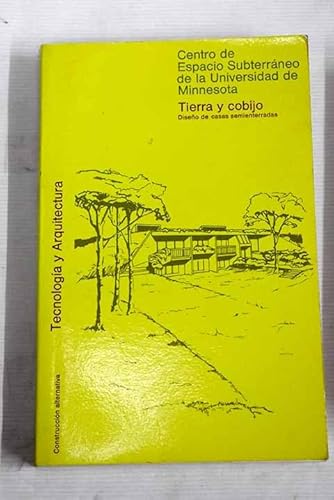 Centro de
Espacio Subterráneo
de la Universidad de
Minnesota
Tierra y cobijo
Diseño de casas semienterradas
Tecnología y Arquitectura
Construcción alternativa